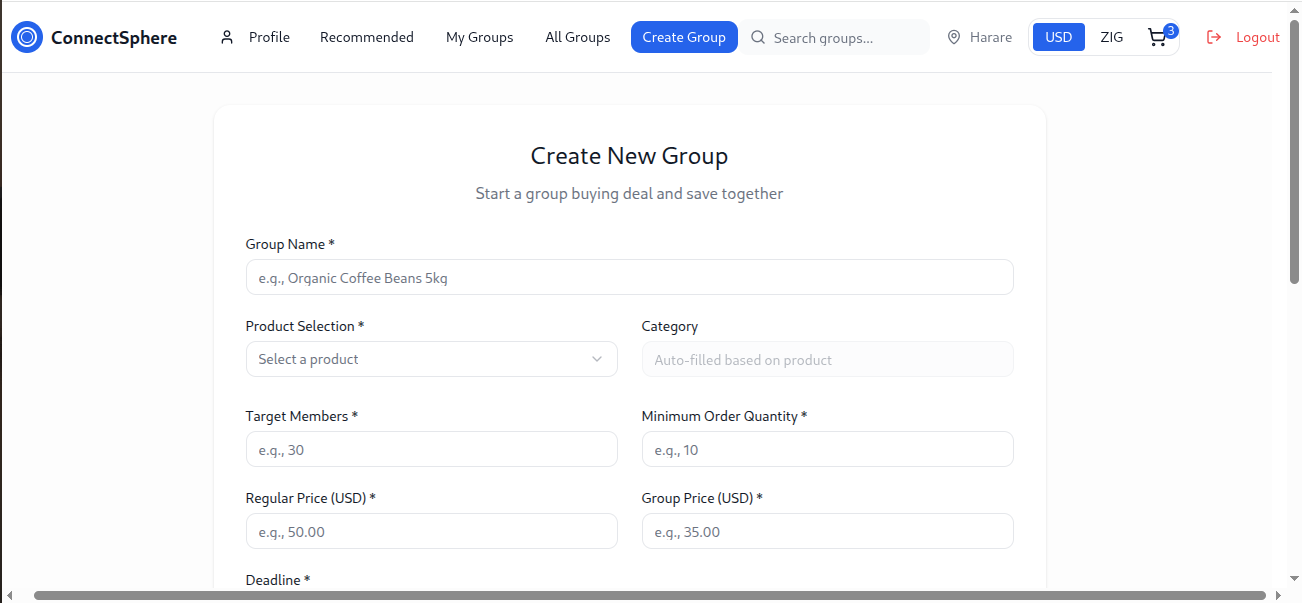 ConnectSphere Profile Recommended My Groups All Groups Create Group Search groups... Harare USD ZIG 3 Logout
Create New Group
Start a group buying deal and save together
Group Name *
e.g., Organic Coffee Beans 5kg
Product Selection * Category
Select a product Auto-filled based on product
Target Members * Minimum Order Quantity *
e.g., 30 e.g., 10
Regular Price (USD) * Group Price (USD) *
e.g., 50.00 e.g., 35.00
Deadline *